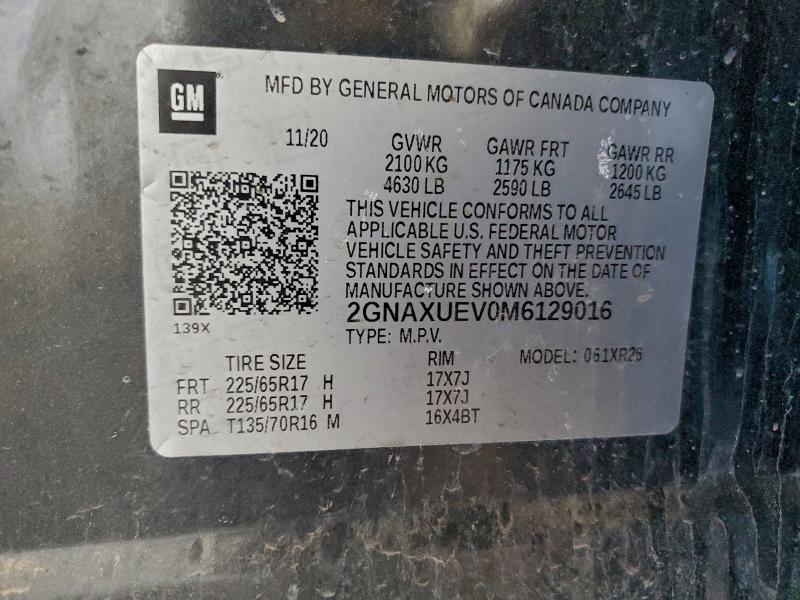 GM
MFD BY GENERAL MOTORS OF CANADA COMPANY
11/20 GVWR GAWR FRT GAWR RR
2100 KG 1175 KG 1200 KG
4630 LB 2590 LB 2645 LB
THIS VEHICLE CONFORMS TO ALL
APPLICABLE U.S. FEDERAL MOTOR
VEHICLE SAFETY AND THEFT PREVENTION
STANDARDS IN EFFECT ON THE DATE OF
MANUFACTURE SHOWN ABOVE.
2GNAXUEV0M6129016
139X
TYPE: M.P.V.
TIRE SIZE RIM MODEL: 061XR26
FRT 225/65R17 H 17X7J
RR 225/65R17 H 17X7J
SPA T135/70R16 M 16X4BT